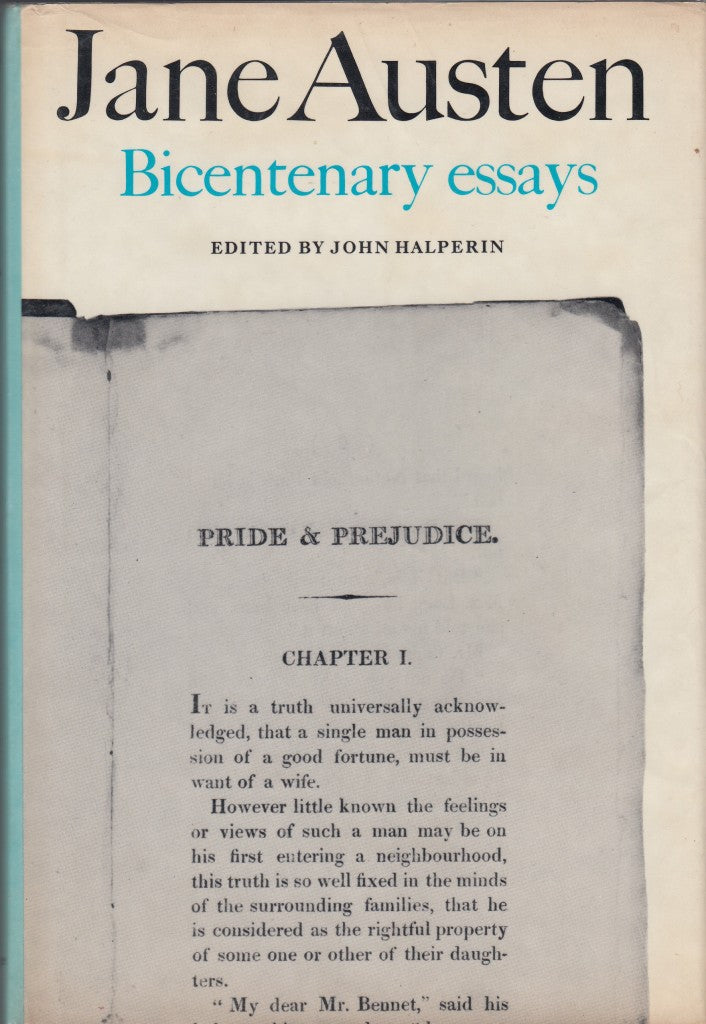 Jane Austen
Bicentenary essays
EDITED BY JOHN HALPERIN
PRIDE & PREJUDICE.
CHAPTER I.
IT is a truth universally acknow-
ledged, that a single man in posses-
sion of a good fortune, must be in
want of a wife.
However little known the feelings
or views of such a man may be on
his first entering a neighbourhood,
this truth is so well fixed in the minds
of the surrounding families, that he
is considered as the rightful property
of some one or other of their daugh-
ters.
“ My dear Mr. Bennet,” said his